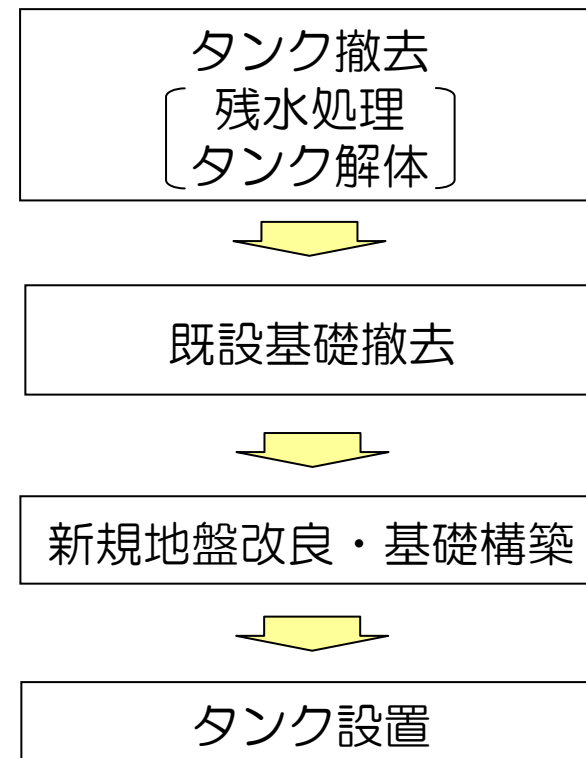 タンク撤去
残水処理
タンク解体
既設基礎撤去
新規地盤改良・基礎構築
タンク設置